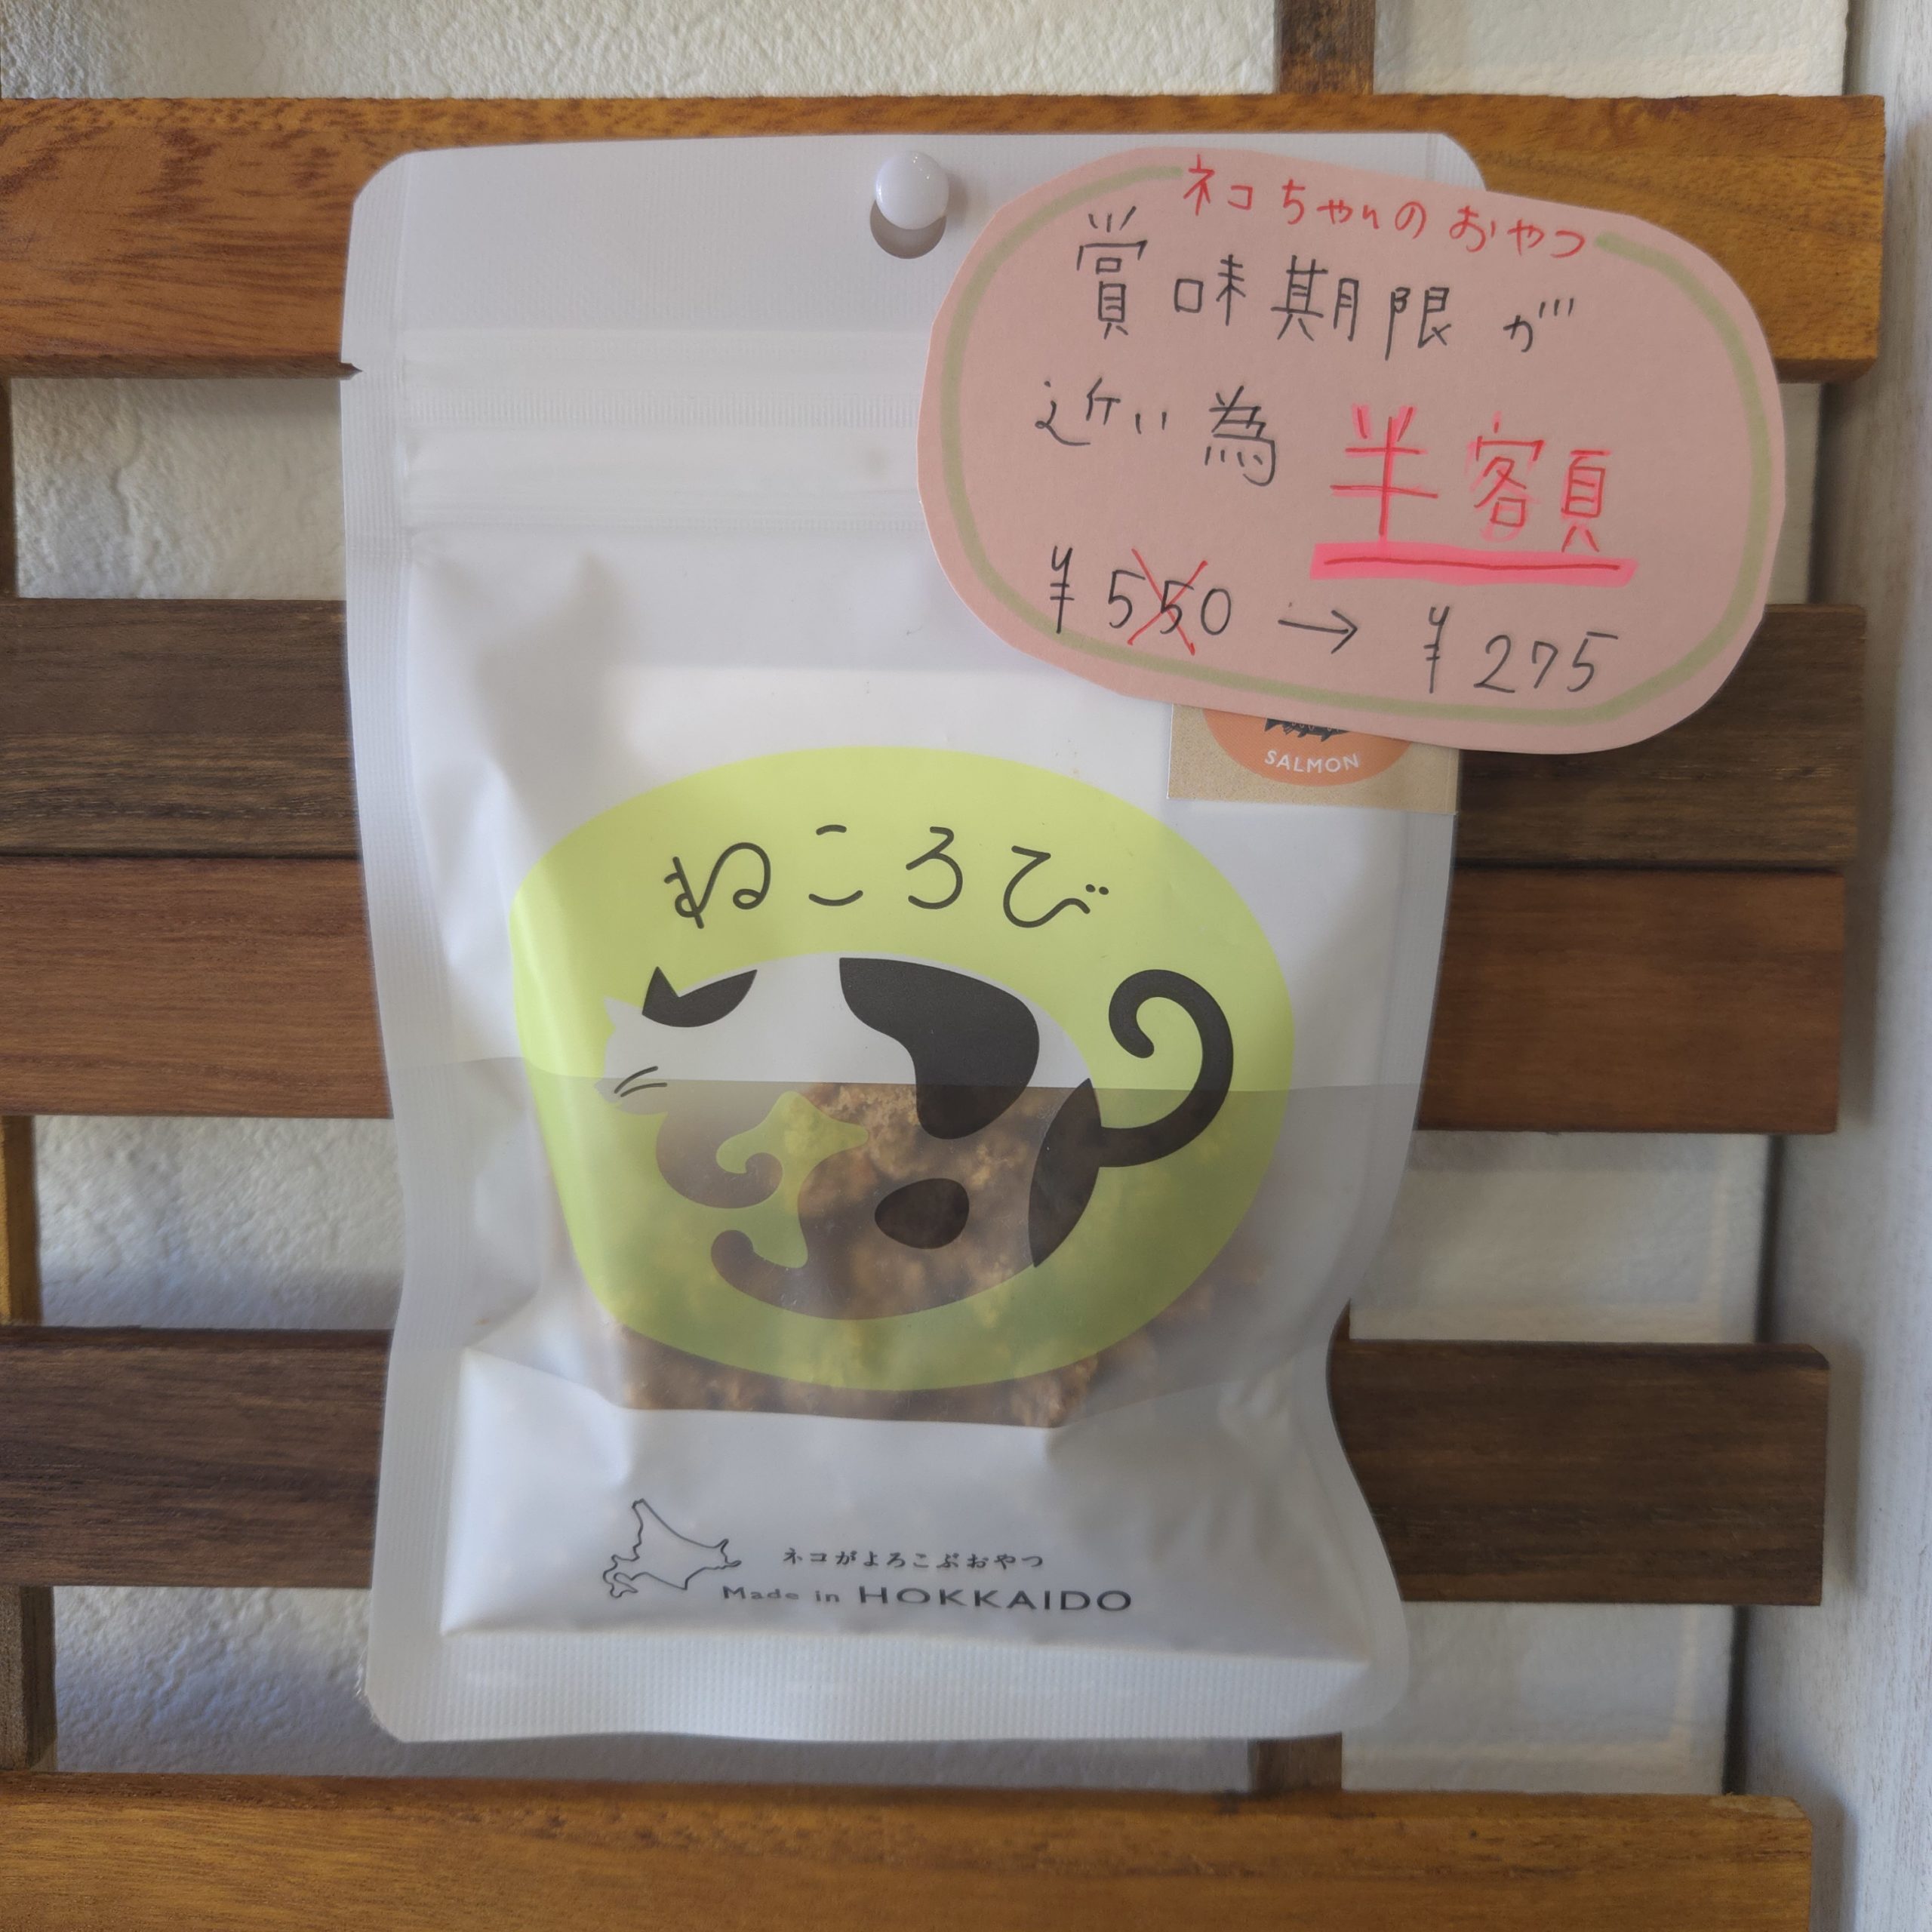 ネコちゃんのおやつ
賞味期限が
近い為 半額
¥550 → ¥275
SALMON
ねころび
ネコがよろこぶおやつ
Made in HOKKAIDO